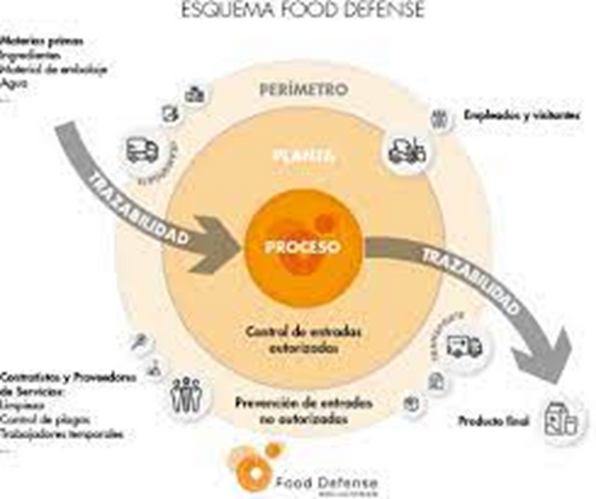 ESQUEMA FOOD DEFENSE
Materias primas
Ingredientes
Material de embalaje
Agua
...
PERÍMETRO
Empleados y visitantes
PLANTA
TRAZABILIDAD
PROCESO
TRAZABILIDAD
Control de entradas
autorizadas
Contratistas y Proveedores
de Servicios:
Limpieza
Control de plagas
Trabajadores temporales
...
Prevención de entradas
no autorizadas
Producto final
Food Defense